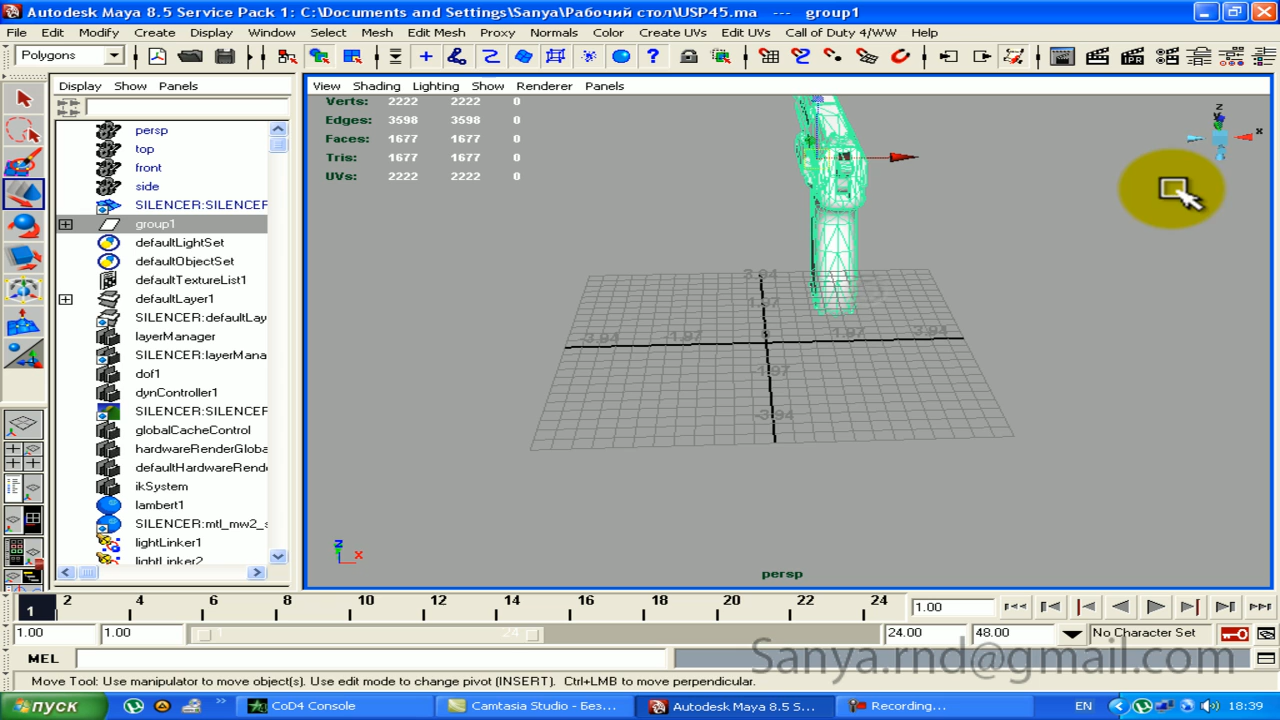 Autodesk Maya 8.5 Service Pack 1: C:\Documents and Settings\Sanya\Рабочий стол\USP45.ma --- group1
File Edit Modify Create Display Window Select Mesh Edit Mesh Proxy Normals Color Create UVs Edit UVs Call of Duty 4/WW Help
Polygons
IPR
Display Show Panels
View Shading Lighting Show Renderer Panels
persp
top
front
side
SILENCER:SILENCER
group1
defaultLightSet
defaultObjectSet
defaultTextureList1
defaultLayer1
SILENCER:defaultLay
layerManager
SILENCER:layerMana
dof1
dynController1
SILENCER:SILENCER
globalCacheControl
hardwareRenderGloba
defaultHardwareRende
ikSystem
lambert1
SILENCER:mtl_mw2_s
lightLinker1
lightLinker2
Verts: 2222 2222 0
Edges: 3598 3598 0
Faces: 1677 1677 0
Tris: 1677 1677 0
UVs: 2222 2222 0
z
y
x
3.94
1.97
-3.94 -1.97 0 1.97 3.94
-1.97
-3.94
z
x
persp
1 2 4 6 8 10 12 14 16 18 20 22 24 1.00
1.00 1.00 1 24 24.00 48.00 No Character Set
MEL
Sanya.rnd@gmail.com
Move Tool: Use manipulator to move object(s). Use edit mode to change pivot (INSERT). Ctrl+LMB to move perpendicular.
пуск CoD4 Console Camtasia Studio - Без... Autodesk Maya 8.5 S... Recording... EN 18:39